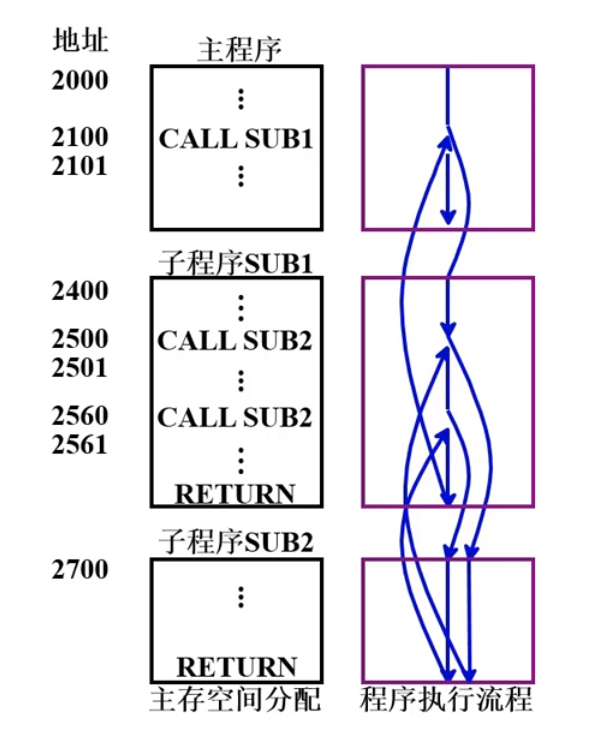 地址
主程序
2000
⋮
2100 CALL SUB1
2101
⋮
子程序SUB1
2400
⋮
2500 CALL SUB2
2501
⋮
2560 CALL SUB2
2561
⋮
RETURN
子程序SUB2
2700
⋮
RETURN
主存空间分配 程序执行流程